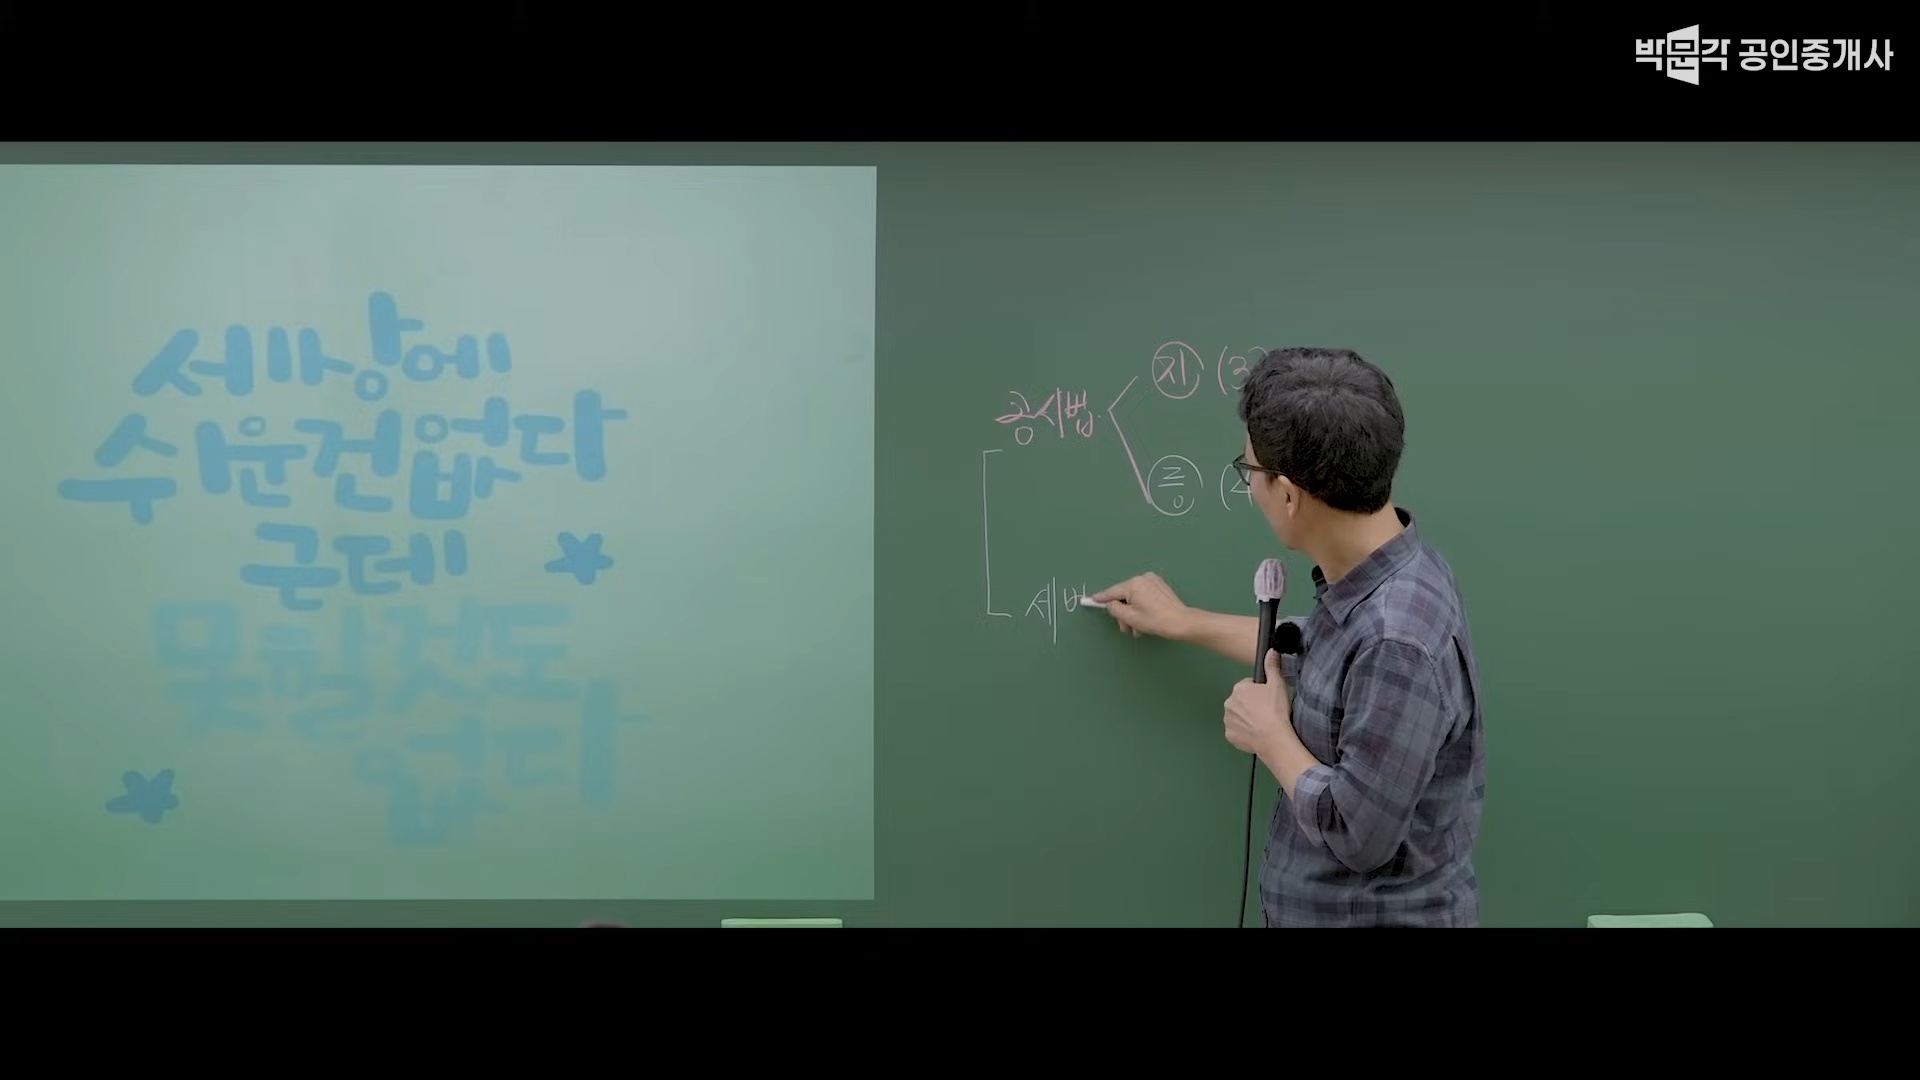 박문각 공인중개사
세상에
쉬운건없다
근데
못할것도
없다
공시법
지 (3)
등 (4
세법